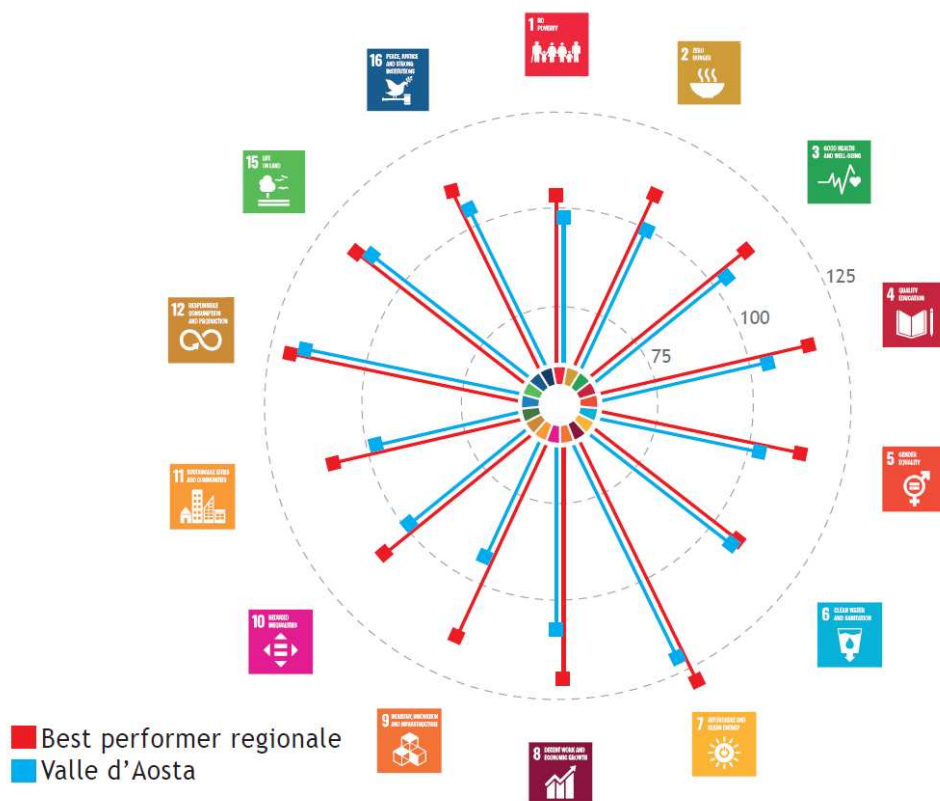 1 NO
POVERTY
2 ZERO
HUNGER
3 GOOD HEALTH
AND WELL-BEING
4 QUALITY
EDUCATION
5 GENDER
EQUALITY
6 CLEAN WATER
AND SANITATION
7 AFFORDABLE AND
CLEAN ENERGY
8 DECENT WORK AND
ECONOMIC GROWTH
9 INDUSTRY, INNOVATION
AND INFRASTRUCTURE
10 REDUCED
INEQUALITIES
11 SUSTAINABLE CITIES
AND COMMUNITIES
12 RESPONSIBLE
CONSUMPTION
AND PRODUCTION
15 LIFE
ON LAND
16 PEACE, JUSTICE
AND STRONG
INSTITUTIONS
125
100
75
Best performer regionale
Valle d'Aosta